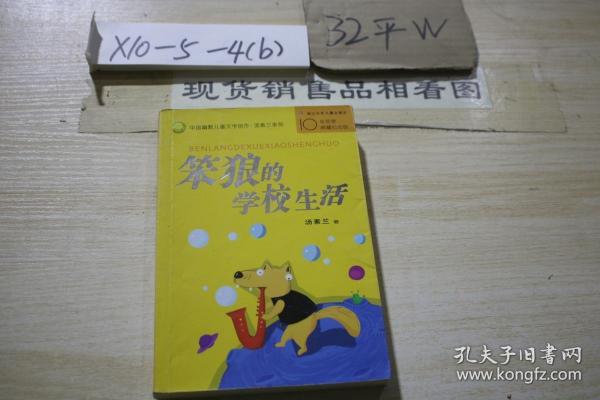 X10-5-4(b)
32平W
现货销售品相看图
中国幽默儿童文学创作·汤素兰系列
10
BENLANGDEXUEXIAOSHENGHUO
笨狼的
学校生活
汤素兰 著
孔夫子旧书网
www.kongfz.com